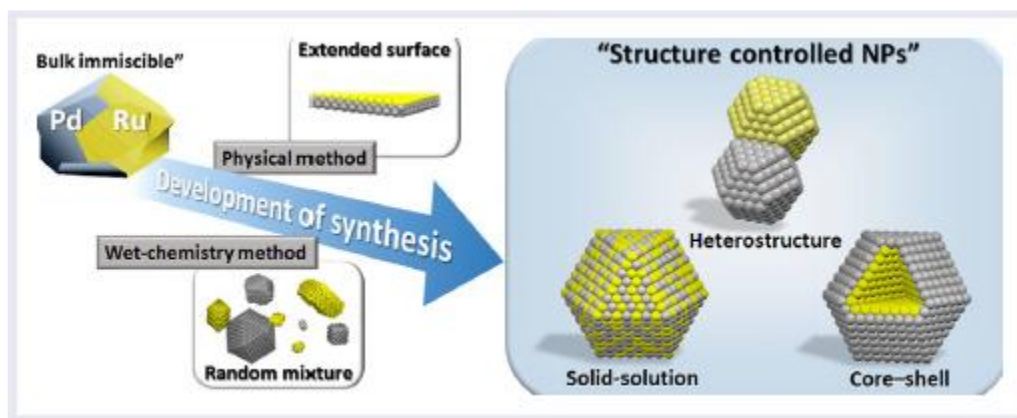 Bulk immiscible”
Pd
Ru
Extended surface
Physical method
Development of synthesis
Wet-chemistry method
Random mixture
“Structure controlled NPs”
Heterostructure
Solid-solution
Core–shell